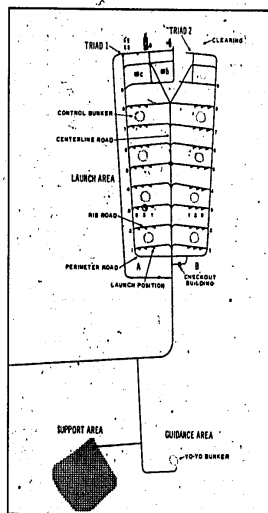 TRIAD 1
TRIAD 2
CLEARING
CONTROL BUNKER
CENTERLINE ROAD
LAUNCH AREA
RIB ROAD
PERIMETER ROAD
A
B
LAUNCH POSITION
CHECKOUT
BUILDING
SUPPORT AREA
GUIDANCE AREA
YO-YO BUNKER